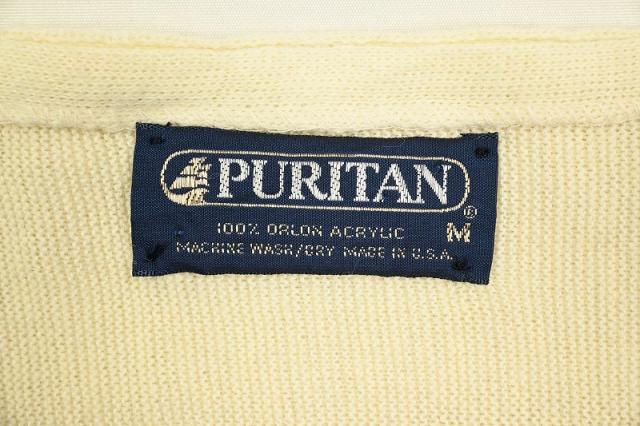 PURITAN®
100% ORLON ACRYLIC M
MACHINE WASH/DRY MADE IN U.S.A.